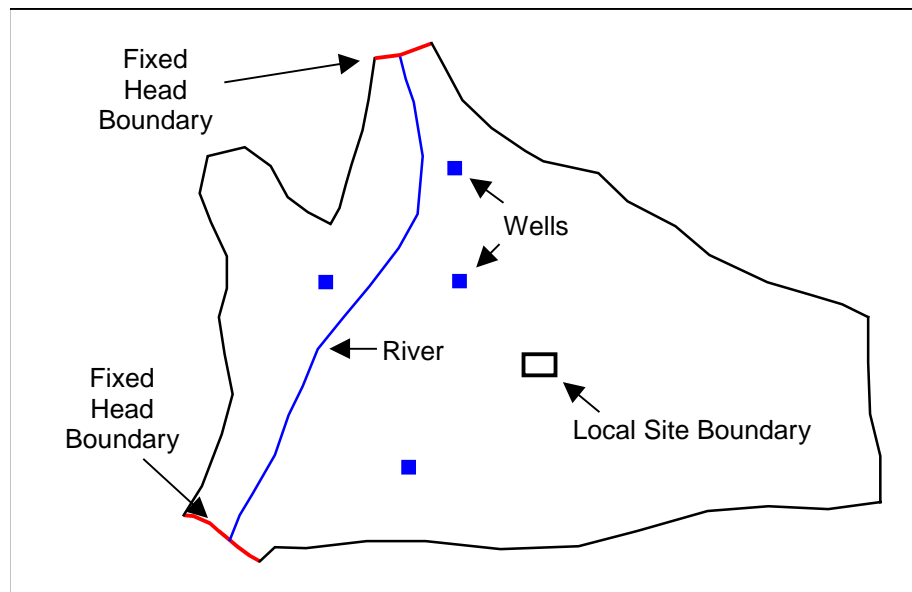 Fixed
Head
Boundary
Wells
River
Fixed
Head
Boundary
Local Site Boundary